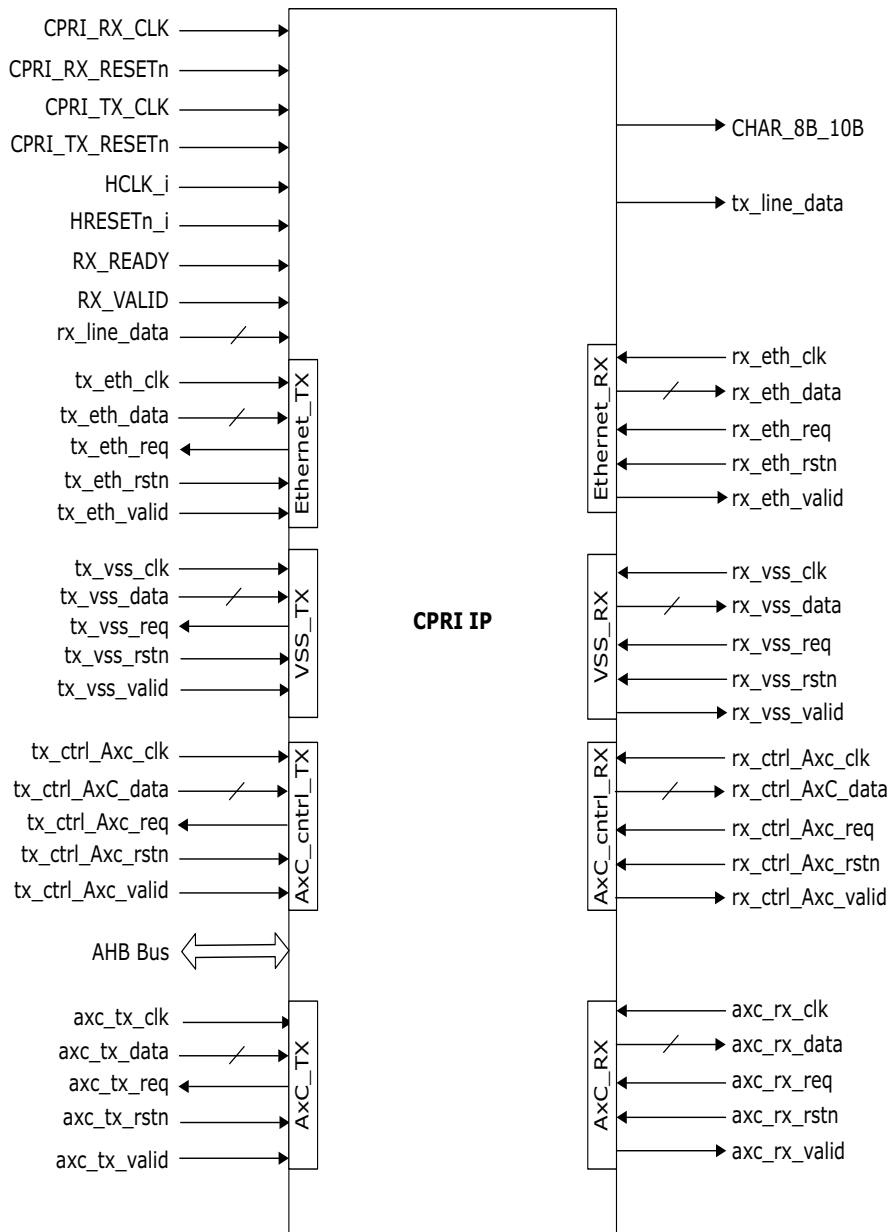 CPRI_RX_CLK
CPRI_RX_RESETn
CPRI_TX_CLK
CPRI_TX_RESETn
HCLK_i
HRESETn_i
RX_READY
RX_VALID
rx_line_data
tx_eth_clk
tx_eth_data
tx_eth_req
tx_eth_rstn
tx_eth_valid
Ethernet_TX
tx_vss_clk
tx_vss_data
tx_vss_req
tx_vss_rstn
tx_vss_valid
VSS_TX
tx_ctrl_Axc_clk
tx_ctrl_AxC_data
tx_ctrl_Axc_req
tx_ctrl_Axc_rstn
tx_ctrl_Axc_valid
AxC_cntrl_TX
AHB Bus
axc_tx_clk
axc_tx_data
axc_tx_req
axc_tx_rstn
axc_tx_valid
AxC_TX
CPRI IP
CHAR_8B_10B
tx_line_data
Ethernet_RX
rx_eth_clk
rx_eth_data
rx_eth_req
rx_eth_rstn
rx_eth_valid
VSS_RX
rx_vss_clk
rx_vss_data
rx_vss_req
rx_vss_rstn
rx_vss_valid
AxC_cntrl_RX
rx_ctrl_Axc_clk
rx_ctrl_AxC_data
rx_ctrl_Axc_req
rx_ctrl_Axc_rstn
rx_ctrl_Axc_valid
AxC_RX
axc_rx_clk
axc_rx_data
axc_rx_req
axc_rx_rstn
axc_rx_valid